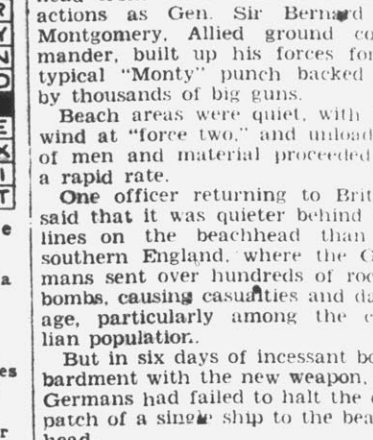 actions as Gen. Sir Bernard
Montgomery, Allied ground co
mander, built up his forces for
typical "Monty" punch backed
by thousands of big guns.
Beach areas were quiet, with
wind at "force two," and unload
of men and material proceeded
a rapid rate.
One officer returning to Brit
said that it was quieter behind
lines on the beachhead than
southern England, where the G
mans sent over hundreds of roc
bombs, causing casualties and da
age, particularly among the c
lian population.
But in six days of incessant bo
bardment with the new weapon,
Germans had failed to halt the d
patch of a single ship to the bea
head.
R
Y
N
O
E
X
I
T
e
a
es
r